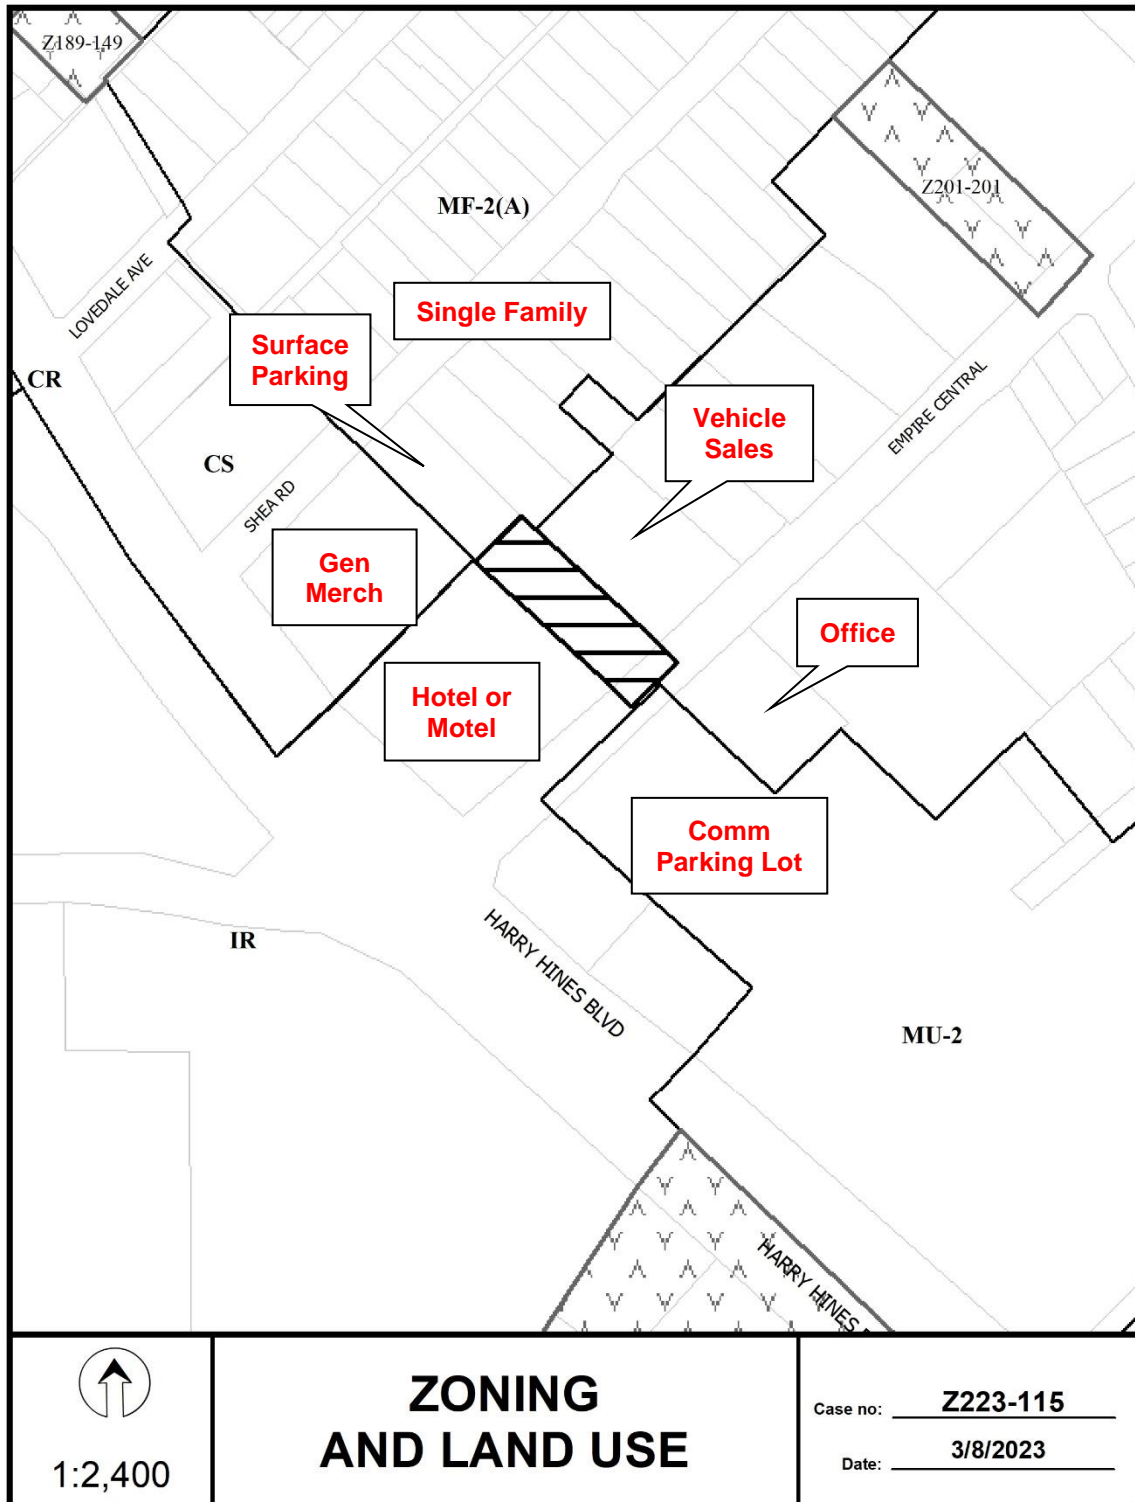 Z189-149
Z201-201
MF-2(A)
LOVEDALE AVE
Single Family
Surface
Parking
CR
Vehicle
Sales
EMPIRE CENTRAL
CS
SHEA RD
Gen
Merch
Office
Hotel or
Motel
Comm
Parking Lot
IR
HARRY HINES BLVD
MU-2
HARRY HINES
1:2,400
ZONING
AND LAND USE
Case no: Z223-115
Date: 3/8/2023